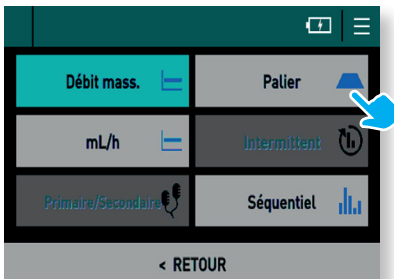 Débit mass.
Palier
mL/h
Intermittent
Primaire/Secondaire
Séquentiel
< RETOUR